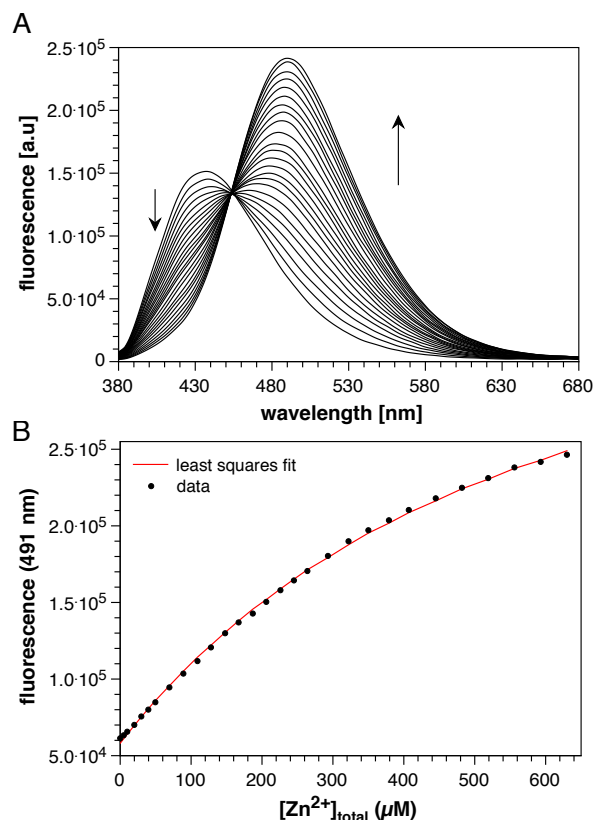 A
2.5·10⁵
2.0·10⁵
1.5·10⁵
1.0·10⁵
5.0·10⁴
0
fluorescence [a.u]
380 430 480 530 580 630 680
wavelength [nm]
B
2.5·10⁵
2.0·10⁵
1.5·10⁵
1.0·10⁵
5.0·10⁴
fluorescence (491 nm)
least squares fit
data
0 100 200 300 400 500 600
[Zn²⁺]total (µM)